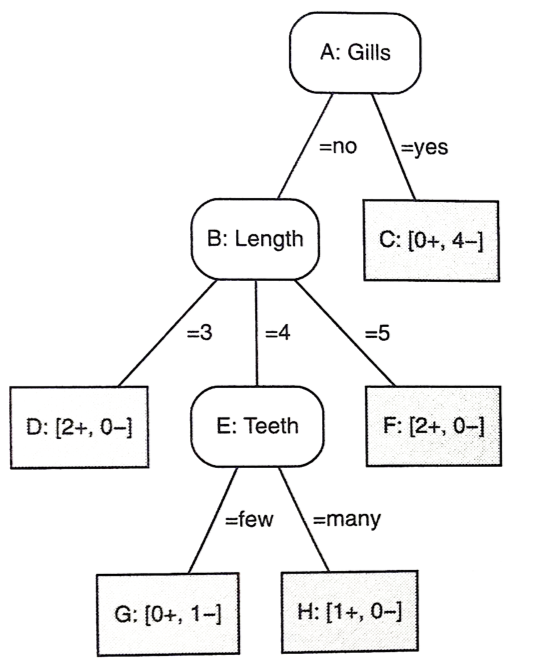 A: Gills
=no
=yes
B: Length
C: [0+, 4−]
=3
=4
=5
D: [2+, 0−]
E: Teeth
F: [2+, 0−]
=few
=many
G: [0+, 1−]
H: [1+, 0−]